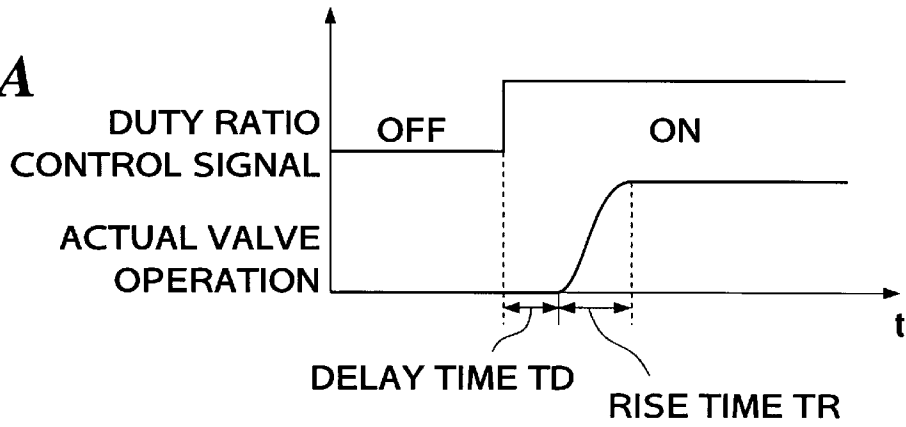 A
DUTY RATIO
CONTROL SIGNAL
OFF
ON
ACTUAL VALVE
OPERATION
t
DELAY TIME TD
RISE TIME TR